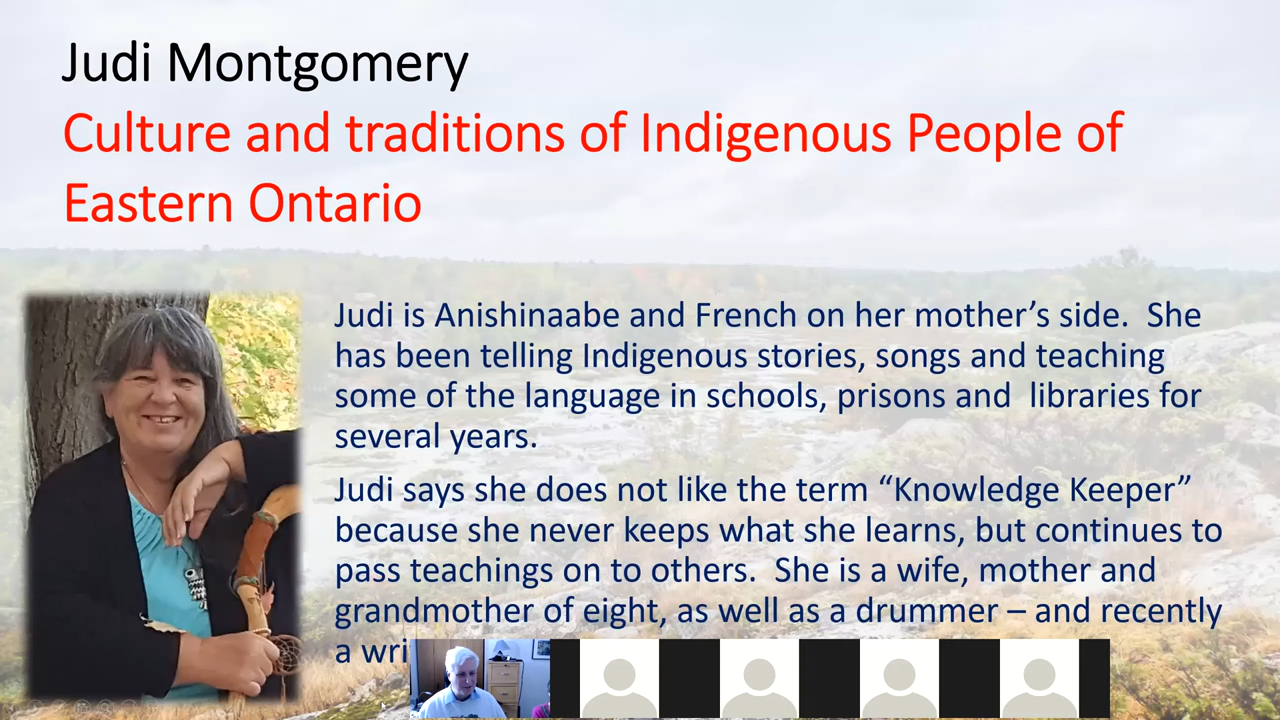 Judi Montgomery
Culture and traditions of Indigenous People of
Eastern Ontario
Judi is Anishinaabe and French on her mother’s side.  She
has been telling Indigenous stories, songs and teaching
some of the language in schools, prisons and  libraries for
several years.
Judi says she does not like the term “Knowledge Keeper”
because she never keeps what she learns, but continues to
pass teachings on to others.  She is a wife, mother and
grandmother of eight, as well as a drummer – and recently
a